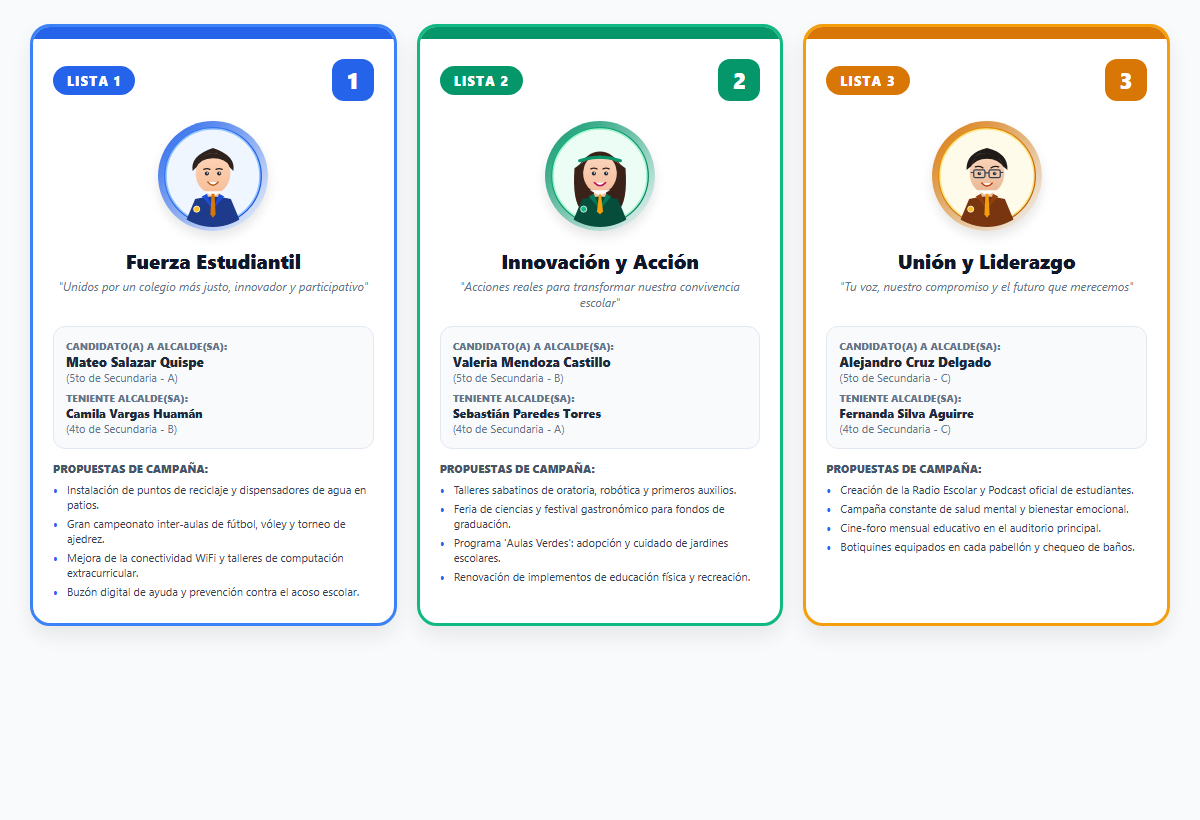 LISTA 1
1
Fuerza Estudiantil
"Unidos por un colegio más justo, innovador y participativo"
CANDIDATO(A) A ALCALDE(SA):
Mateo Salazar Quispe
(5to de Secundaria - A)
TENIENTE ALCALDE(SA):
Camila Vargas Huamán
(4to de Secundaria - B)
PROPUESTAS DE CAMPAÑA:
• Instalación de puntos de reciclaje y dispensadores de agua en
patios.
• Gran campeonato inter-aulas de fútbol, vóley y torneo de
ajedrez.
• Mejora de la conectividad WiFi y talleres de computación
extracurricular.
• Buzón digital de ayuda y prevención contra el acoso escolar.
LISTA 2
2
Innovación y Acción
"Acciones reales para transformar nuestra convivencia
escolar"
CANDIDATO(A) A ALCALDE(SA):
Valeria Mendoza Castillo
(5to de Secundaria - B)
TENIENTE ALCALDE(SA):
Sebastián Paredes Torres
(4to de Secundaria - A)
PROPUESTAS DE CAMPAÑA:
• Talleres sabatinos de oratoria, robótica y primeros auxilios.
• Feria de ciencias y festival gastronómico para fondos de
graduación.
• Programa 'Aulas Verdes': adopción y cuidado de jardines
escolares.
• Renovación de implementos de educación física y recreación.
LISTA 3
3
Unión y Liderazgo
"Tu voz, nuestro compromiso y el futuro que merecemos"
CANDIDATO(A) A ALCALDE(SA):
Alejandro Cruz Delgado
(5to de Secundaria - C)
TENIENTE ALCALDE(SA):
Fernanda Silva Aguirre
(4to de Secundaria - C)
PROPUESTAS DE CAMPAÑA:
• Creación de la Radio Escolar y Podcast oficial de estudiantes.
• Campaña constante de salud mental y bienestar emocional.
• Cine-foro mensual educativo en el auditorio principal.
• Botiquines equipados en cada pabellón y chequeo de baños.